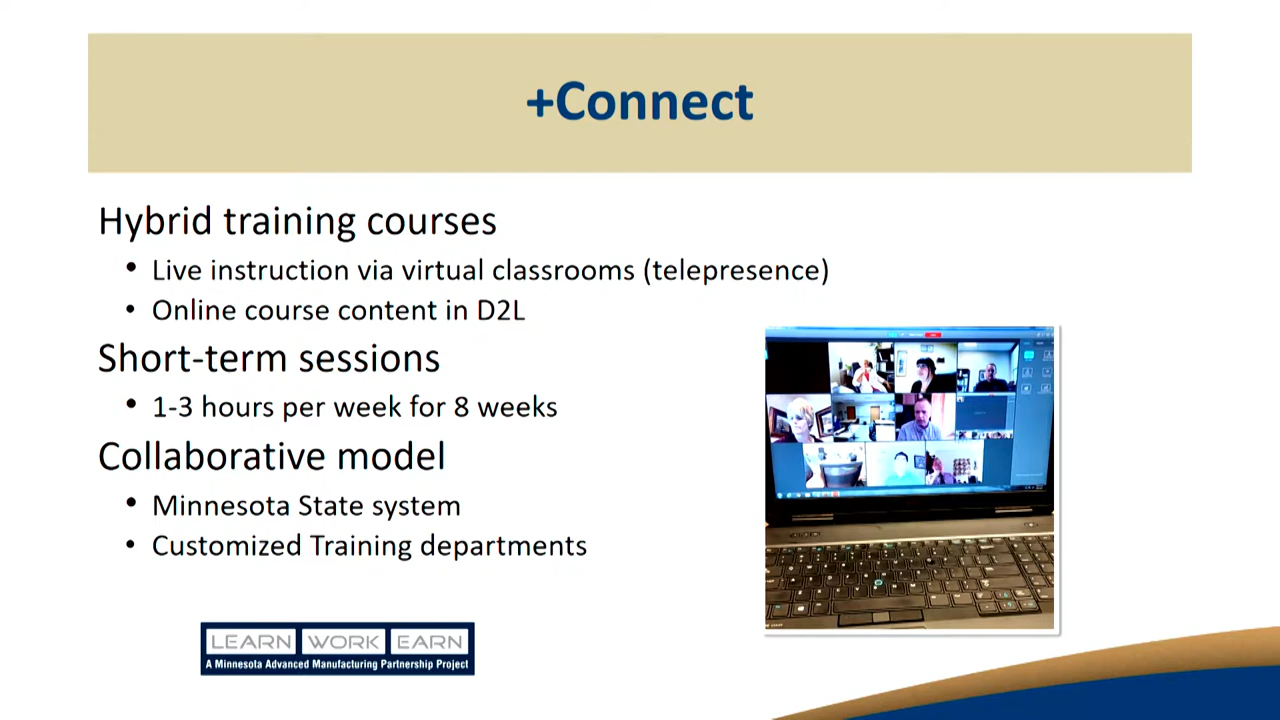 +Connect
Hybrid training courses
• Live instruction via virtual classrooms (telepresence)
• Online course content in D2L
Short-term sessions
• 1-3 hours per week for 8 weeks
Collaborative model
• Minnesota State system
• Customized Training departments
LEARN WORK EARN
A Minnesota Advanced Manufacturing Partnership Project